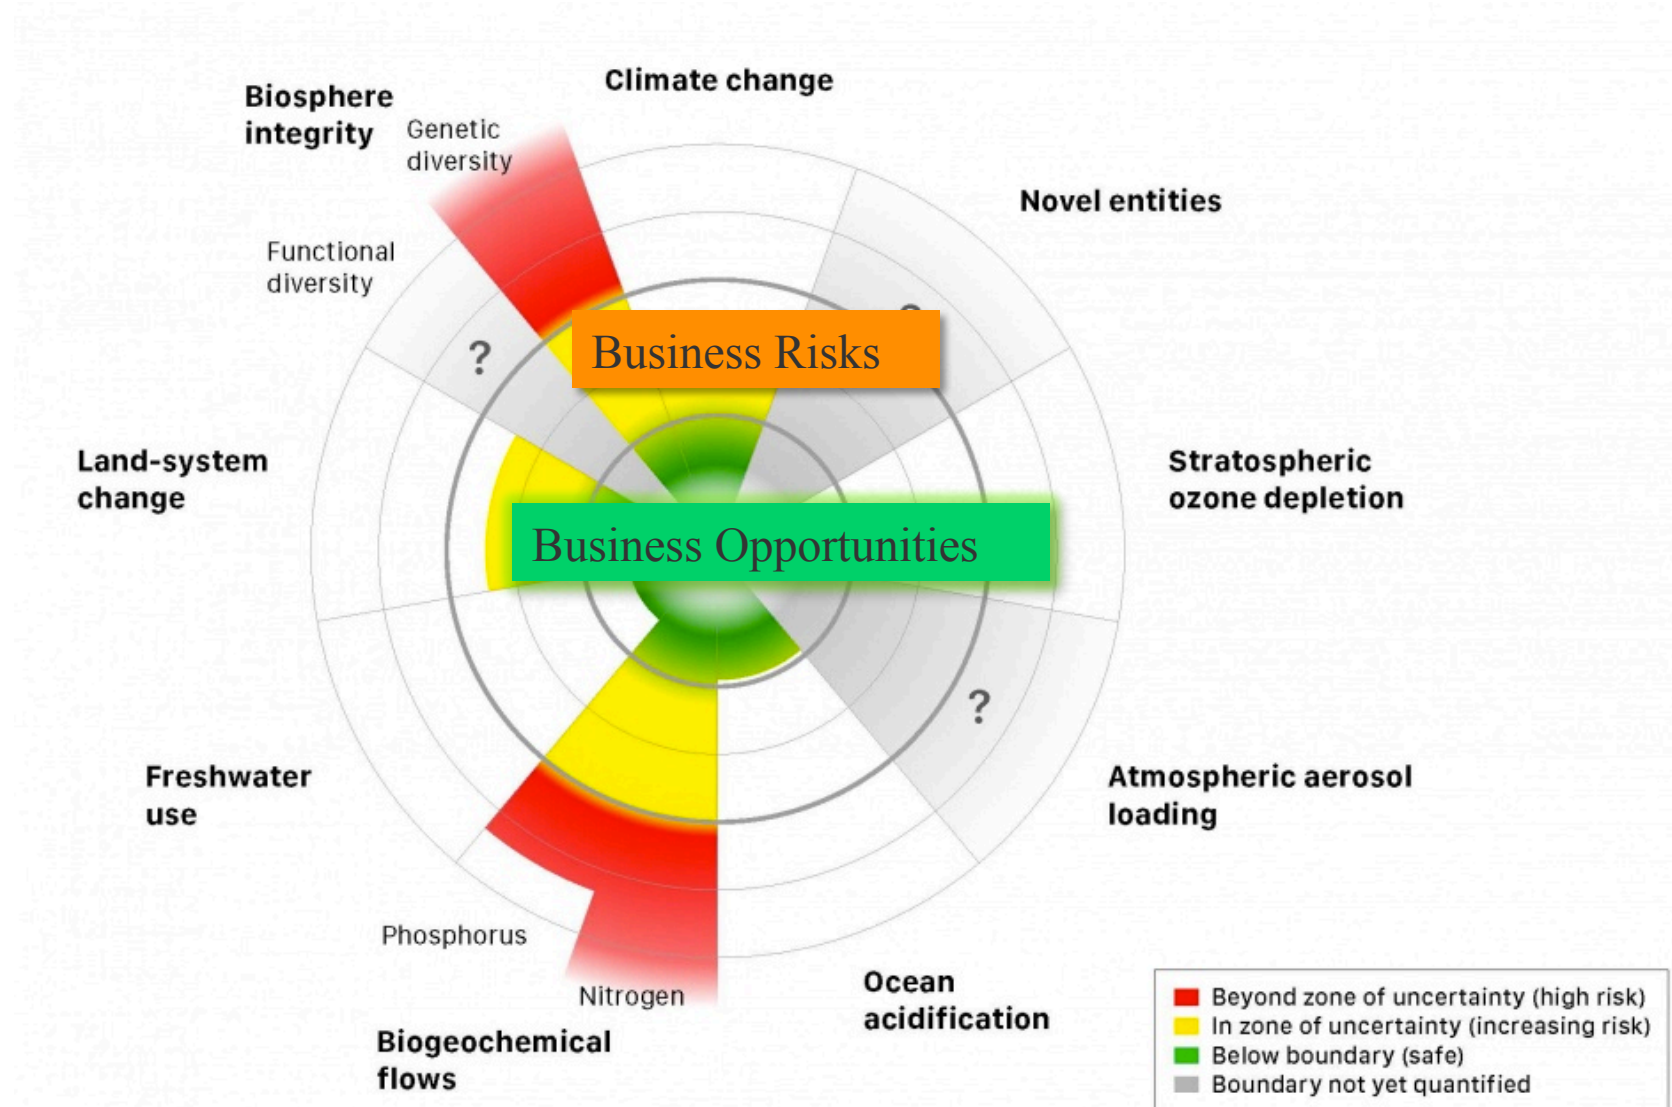 Climate change
Biosphere
integrity
Genetic
diversity
Novel entities
Functional
diversity
?
Business Risks
Land-system
change
Stratospheric
ozone depletion
Business Opportunities
?
Freshwater
use
Atmospheric aerosol
loading
Phosphorus
Nitrogen
Biogeochemical
flows
Ocean
acidification
Beyond zone of uncertainty (high risk)
In zone of uncertainty (increasing risk)
Below boundary (safe)
Boundary not yet quantified